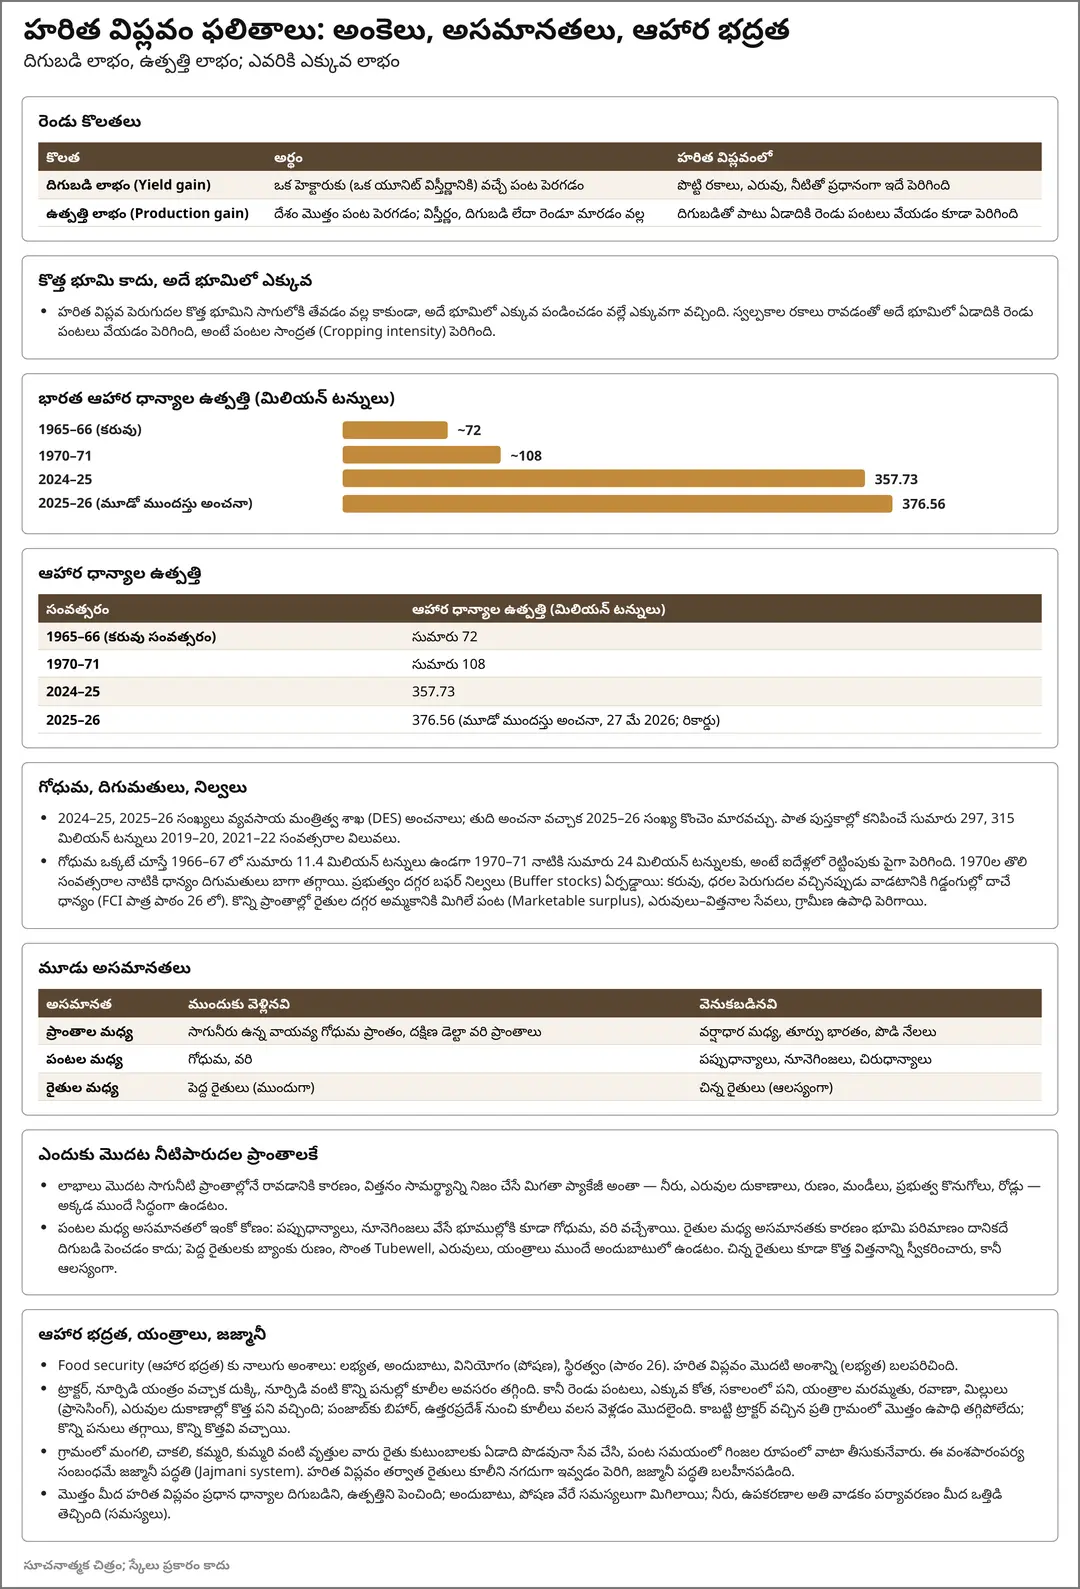 హరిత విప్లవం ఫలితాలు: అంకెలు, అసమానతలు, ఆహార భద్రత
దిగుబడి లాభం, ఉత్పత్తి లాభం; ఎవరికి ఎక్కువ లాభం
రెండు కొలతలు
కొలత అర్థం హరిత విప్లవంలో
దిగుబడి లాభం (Yield gain) ఒక హెక్టారుకు (ఒక యూనిట్ విస్తీర్ణానికి) వచ్చే పంట పెరగడం పొట్టి రకాలు, ఎరువు, నీటితో ప్రధానంగా ఇదే పెరిగింది
ఉత్పత్తి లాభం (Production gain) దేశం మొత్తం పంట పెరగడం; విస్తీర్ణం, దిగుబడి లేదా రెండూ మారడం వల్ల దిగుబడితో పాటు ఏడాదికి రెండు పంటలు వేయడం కూడా పెరిగింది
కొత్త భూమి కాదు, అదే భూమిలో ఎక్కువ
• హరిత విప్లవ పెరుగుదల కొత్త భూమిని సాగులోకి తేవడం వల్ల కాకుండా, అదే భూమిలో ఎక్కువ పండించడం వల్లే ఎక్కువగా వచ్చింది. స్వల్పకాల రకాలు రావడంతో అదే భూమిలో ఏడాదికి రెండు
పంటలు వేయడం పెరిగింది, అంటే పంటల సాంద్రత (Cropping intensity) పెరిగింది.
భారత ఆహార ధాన్యాల ఉత్పత్తి (మిలియన్ టన్నులు)
1965–66 (కరువు) ~72
1970–71 ~108
2024–25 357.73
2025–26 (మూడో ముందస్తు అంచనా) 376.56
ఆహార ధాన్యాల ఉత్పత్తి
సంవత్సరం ఆహార ధాన్యాల ఉత్పత్తి (మిలియన్ టన్నులు)
1965–66 (కరువు సంవత్సరం) సుమారు 72
1970–71 సుమారు 108
2024–25 357.73
2025–26 376.56 (మూడో ముందస్తు అంచనా, 27 మే 2026; రికార్డు)
గోధుమ, దిగుమతులు, నిల్వలు
• 2024–25, 2025–26 సంఖ్యలు వ్యవసాయ మంత్రిత్వ శాఖ (DES) అంచనాలు; తుది అంచనా వచ్చాక 2025–26 సంఖ్య కొంచెం మారవచ్చు. పాత పుస్తకాల్లో కనిపించే సుమారు 297, 315
మిలియన్ టన్నులు 2019–20, 2021–22 సంవత్సరాల విలువలు.
• గోధుమ ఒక్కటే చూస్తే 1966–67 లో సుమారు 11.4 మిలియన్ టన్నులు ఉండగా 1970–71 నాటికి సుమారు 24 మిలియన్ టన్నులకు, అంటే ఐదేళ్లలో రెట్టింపుకు పైగా పెరిగింది. 1970ల తొలి
సంవత్సరాల నాటికి ధాన్యం దిగుమతులు బాగా తగ్గాయి. ప్రభుత్వం దగ్గర బఫర్ నిల్వలు (Buffer stocks) ఏర్పడ్డాయి: కరువు, ధరల పెరుగుదల వచ్చినప్పుడు వాడటానికి గిడ్డంగుల్లో దాచే
ధాన్యం (FCI పాత్ర పాఠం 26 లో). కొన్ని ప్రాంతాల్లో రైతుల దగ్గర అమ్మకానికి మిగిలే పంట (Marketable surplus), ఎరువులు–విత్తనాల సేవలు, గ్రామీణ ఉపాధి పెరిగాయి.
మూడు అసమానతలు
అసమానత ముందుకు వెళ్లినవి వెనుకబడినవి
ప్రాంతాల మధ్య సాగునీరు ఉన్న వాయవ్య గోధుమ ప్రాంతం, దక్షిణ డెల్టా వరి ప్రాంతాలు వర్షాధార మధ్య, తూర్పు భారతం, పొడి నేలలు
పంటల మధ్య గోధుమ, వరి పప్పుధాన్యాలు, నూనెగింజలు, చిరుధాన్యాలు
రైతుల మధ్య పెద్ద రైతులు (ముందుగా) చిన్న రైతులు (ఆలస్యంగా)
ఎందుకు మొదట నీటిపారుదల ప్రాంతాలకే
• లాభాలు మొదట సాగునీటి ప్రాంతాల్లోనే రావడానికి కారణం, విత్తనం సామర్థ్యాన్ని నిజం చేసే మిగతా ప్యాకేజీ అంతా — నీరు, ఎరువుల దుకాణాలు, రుణం, మండీలు, ప్రభుత్వ కొనుగోలు, రోడ్లు —
అక్కడ ముందే సిద్ధంగా ఉండటం.
• పంటల మధ్య అసమానతలో ఇంకో కోణం: పప్పుధాన్యాలు, నూనెగింజలు వేసే భూముల్లోకి కూడా గోధుమ, వరి వచ్చేశాయి. రైతుల మధ్య అసమానతకు కారణం భూమి పరిమాణం దానికదే
దిగుబడి పెంచడం కాదు; పెద్ద రైతులకు బ్యాంకు రుణం, సొంత Tubewell, ఎరువులు, యంత్రాలు ముందే అందుబాటులో ఉండటం. చిన్న రైతులు కూడా కొత్త విత్తనాన్ని స్వీకరించారు, కానీ
ఆలస్యంగా.
ఆహార భద్రత, యంత్రాలు, జజ్మానీ
• Food security (ఆహార భద్రత) కు నాలుగు అంశాలు: లభ్యత, అందుబాటు, వినియోగం (పోషణ), స్థిరత్వం (పాఠం 26). హరిత విప్లవం మొదటి అంశాన్ని (లభ్యత) బలపరిచింది.
• ట్రాక్టర్, నూర్పిడి యంత్రం వచ్చాక దుక్కి, నూర్పిడి వంటి కొన్ని పనుల్లో కూలీల అవసరం తగ్గింది. కానీ రెండు పంటలు, ఎక్కువ కోత, సకాలంలో పని, యంత్రాల మరమ్మతు, రవాణా, మిల్లులు
(ప్రాసెసింగ్), ఎరువుల దుకాణాల్లో కొత్త పని వచ్చింది; పంజాబ్‌కు బిహార్, ఉత్తరప్రదేశ్ నుంచి కూలీలు వలస వెళ్లడం మొదలైంది. కాబట్టి ట్రాక్టర్ వచ్చిన ప్రతి గ్రామంలో మొత్తం ఉపాధి తగ్గిపోలేదు;
కొన్ని పనులు తగ్గాయి, కొన్ని కొత్తవి వచ్చాయి.
• గ్రామంలో మంగలి, చాకలి, కమ్మరి, కుమ్మరి వంటి వృత్తుల వారు రైతు కుటుంబాలకు ఏడాది పొడవునా సేవ చేసి, పంట సమయంలో గింజల రూపంలో వాటా తీసుకునేవారు. ఈ వంశపారంపర్య
సంబంధమే జజ్మానీ పద్ధతి (Jajmani system). హరిత విప్లవం తర్వాత రైతులు కూలీని నగదుగా ఇవ్వడం పెరిగి, జజ్మానీ పద్ధతి బలహీనపడింది.
• మొత్తం మీద హరిత విప్లవం ప్రధాన ధాన్యాల దిగుబడిని, ఉత్పత్తిని పెంచింది; అందుబాటు, పోషణ వేరే సమస్యలుగా మిగిలాయి; నీరు, ఉపకరణాల అతి వాడకం పర్యావరణం మీద ఒత్తిడి
తెచ్చింది (సమస్యలు).
సూచనాత్మక చిత్రం; స్కేలు ప్రకారం కాదు